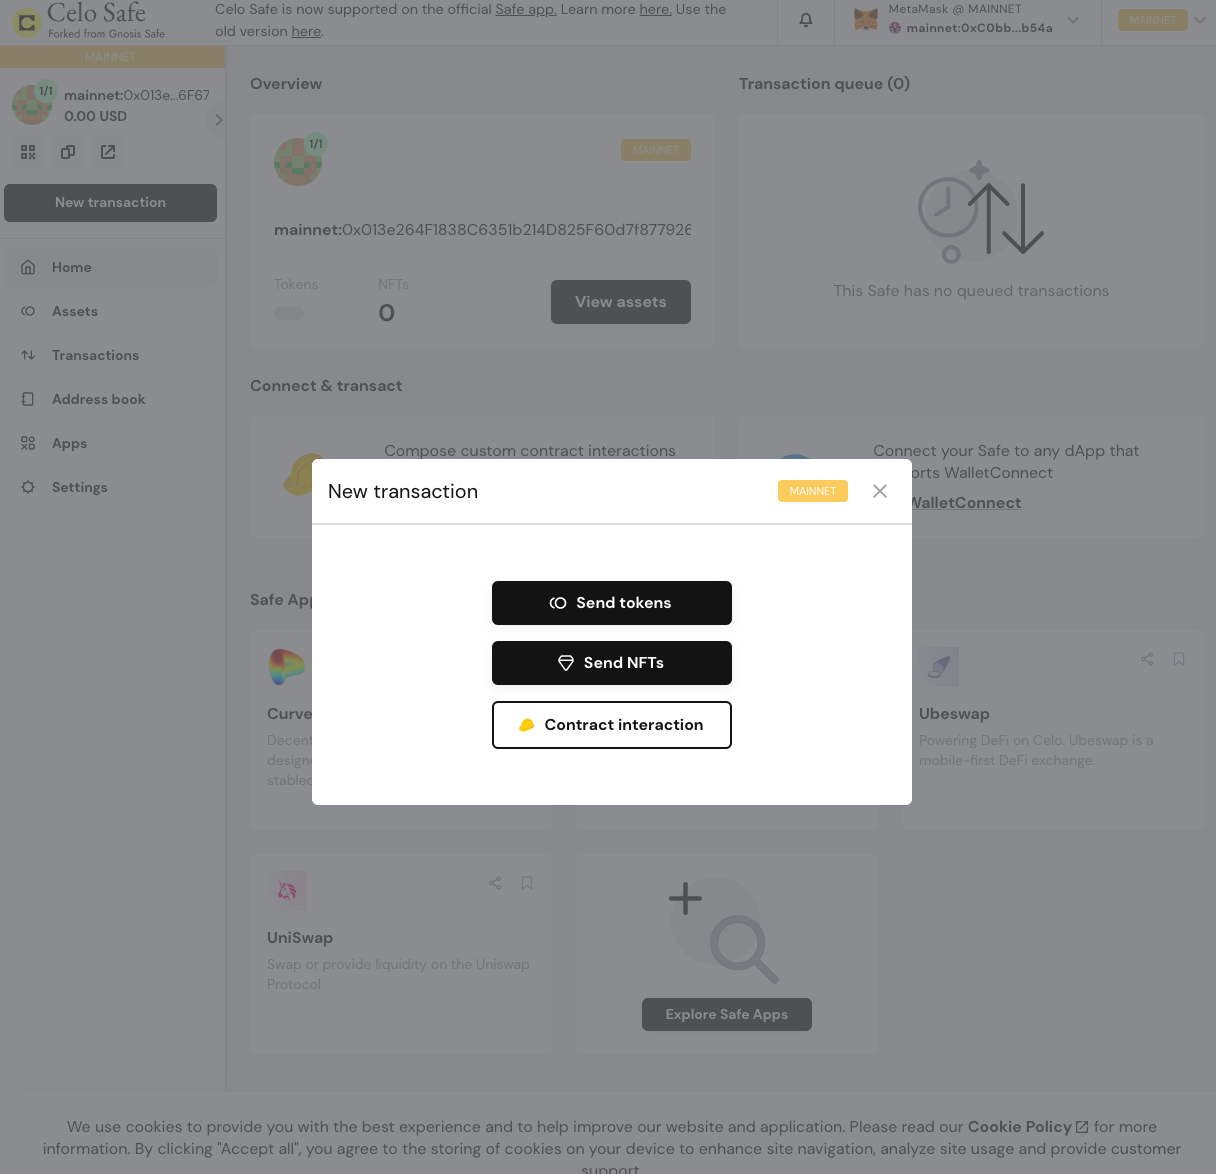 Celo Safe
Forked from Gnosis Safe
Celo Safe is now supported on the official Safe app. Learn more here. Use the
old version here.
MetaMask @ MAINNET
mainnet:0xC0bb...b54a
MAINNET
MAINNET
1/1
mainnet:0x013e...6F67
0.00 USD
New transaction
Home
Assets
Transactions
Address book
Apps
Settings
Overview
1/1
MAINNET
mainnet:0x013e264F1838C6351b214D825F60d7f877926
Tokens
NFTs
0
View assets
Transaction queue (0)
This Safe has no queued transactions
Connect & transact
Compose custom contract interactions
Connect your Safe to any dApp that
orts WalletConnect
WalletConnect
New transaction
MAINNET
Send tokens
Send NFTs
Contract interaction
Safe App
Curve
Decent
designe
stablec
Ubeswap
Powering DeFi on Celo. Ubeswap is a
mobile-first DeFi exchange.
UniSwap
Swap or provide liquidity on the Uniswap
Protocol
Explore Safe Apps
We use cookies to provide you with the best experience and to help improve our website and application. Please read our Cookie Policy for more
information. By clicking "Accept all", you agree to the storing of cookies on your device to enhance site navigation, analyze site usage and provide customer
support.